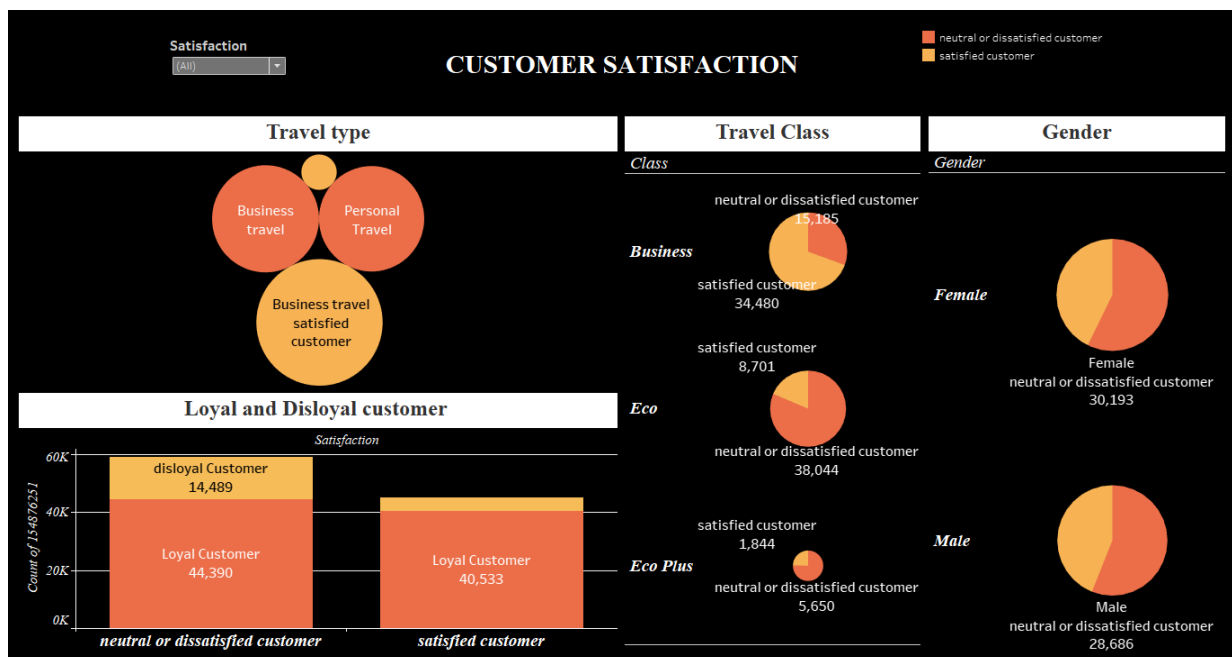 Satisfaction
(All)
CUSTOMER SATISFACTION
neutral or dissatisfied customer
satisfied customer
Travel type
Business
travel
Personal
Travel
Business travel
satisfied
customer
Loyal and Disloyal customer
Satisfaction
Count of 154876251
60K
40K
20K
0K
disloyal Customer
14,489
Loyal Customer
44,390
Loyal Customer
40,533
neutral or dissatisfied customer
satisfied customer
Travel Class
Class
neutral or dissatisfied customer
15,185
Business
satisfied customer
34,480
satisfied customer
8,701
Eco
neutral or dissatisfied customer
38,044
satisfied customer
1,844
Eco Plus
neutral or dissatisfied customer
5,650
Gender
Gender
Female
Female
neutral or dissatisfied customer
30,193
Male
Male
neutral or dissatisfied customer
28,686